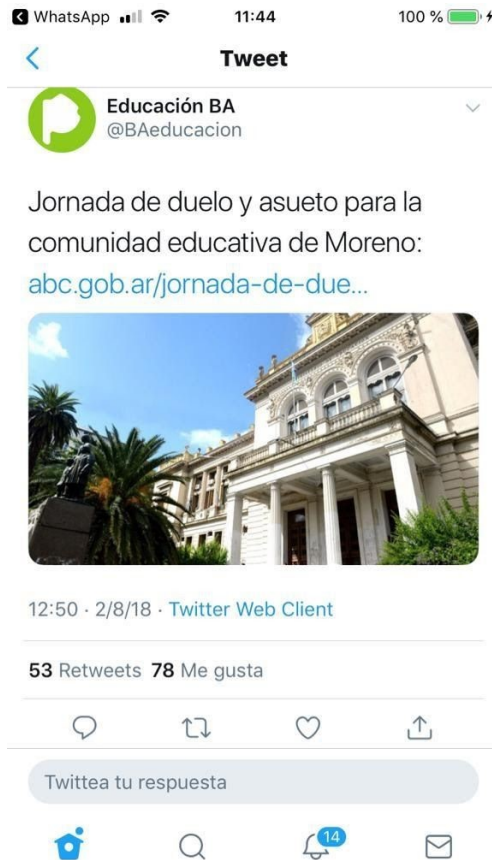 WhatsApp 11:44 100 %
Tweet
Educación BA
@BAeducacion
Jornada de duelo y asueto para la
comunidad educativa de Moreno:
abc.gob.ar/jornada-de-due...
12:50 · 2/8/18 · Twitter Web Client
53 Retweets 78 Me gusta
Twittea tu respuesta
14